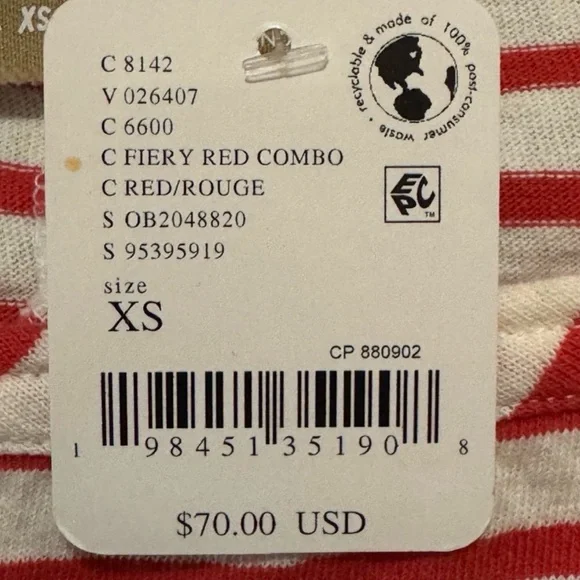 XS
recyclable & made of 100% post-consumer waste •
C 8142
V 026407
C 6600
C FIERY RED COMBO
C RED/ROUGE
S OB2048820
S 95395919
EPC™
size
XS
CP 880902
1 98451 35190 8
$70.00 USD